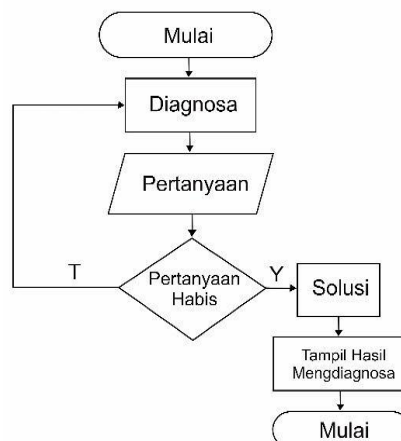 Mulai
Diagnosa
Pertanyaan
Pertanyaan
Habis
T
Y
Solusi
Tampil Hasil
Mengdiagnosa
Mulai